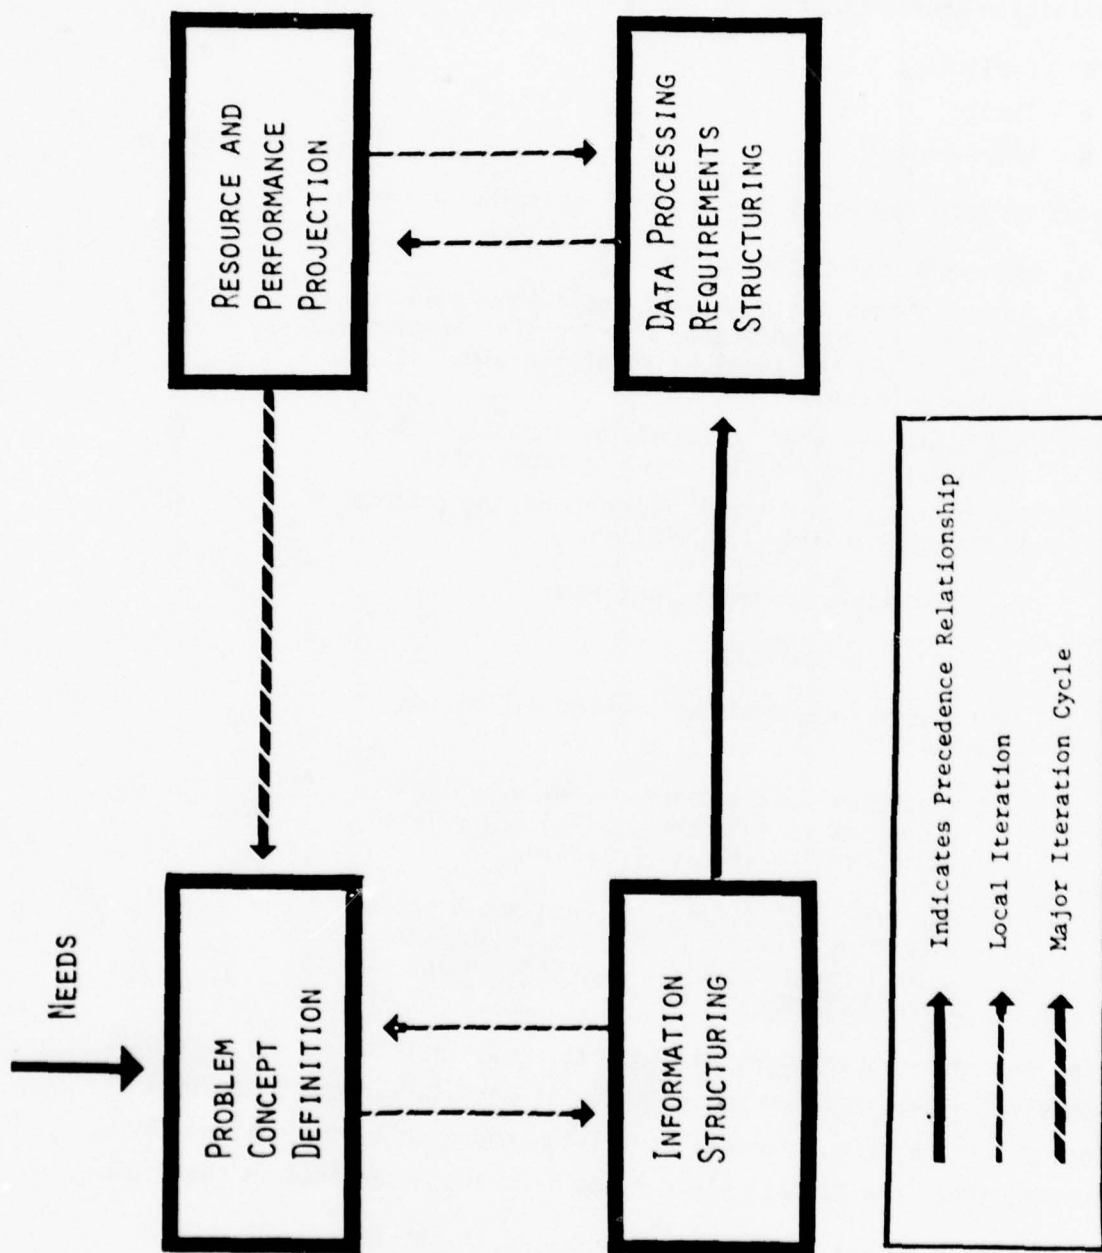 NEEDS
PROBLEM
CONCEPT
DEFINITION
RESOURCE AND
PERFORMANCE
PROJECTION
INFORMATION
STRUCTURING
DATA PROCESSING
REQUIREMENTS
STRUCTURING
Indicates Precedence Relationship
Local Iteration
Major Iteration Cycle